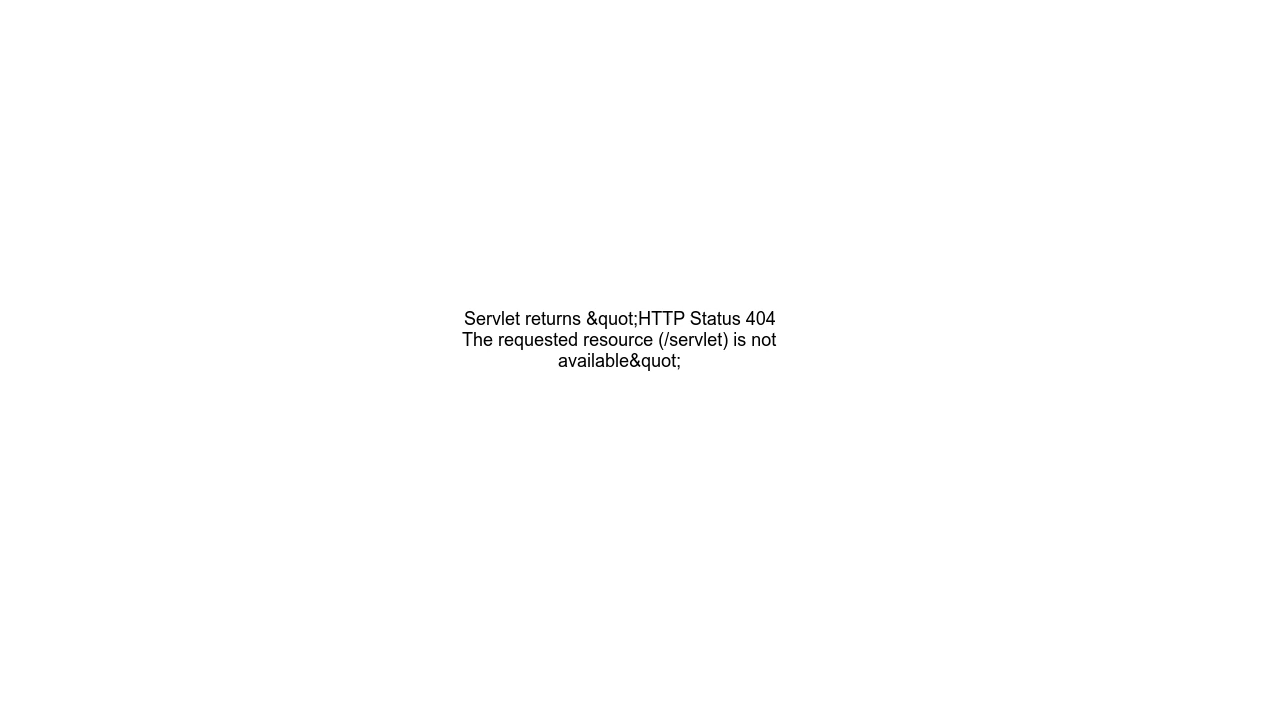 Servlet returns &quot;HTTP Status 404
The requested resource (/servlet) is not
available&quot;